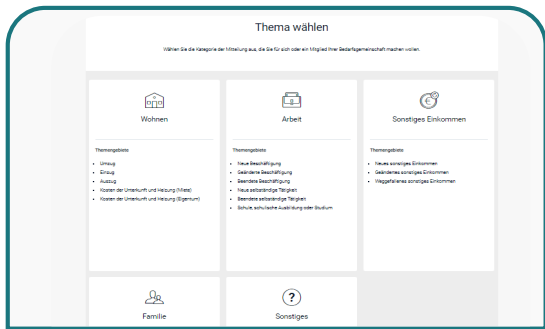 Thema wählen
Wählen Sie die Kategorie der Mitteilung aus, die Sie für sich oder ein Mitglied Ihrer Bedarfsgemeinschaft machen wollen.
Wohnen
Themengebiete
Umzug
Einzug
Auszug
Kosten der Unterkunft und Heizung (Miete)
Kosten der Unterkunft und Heizung (Eigentum)
Arbeit
Themengebiete
Neue Beschäftigung
Geänderte Beschäftigung
Beendete Beschäftigung
Neue selbständige Tätigkeit
Beendete selbständige Tätigkeit
Schule, schulische Ausbildung oder Studium
Sonstiges Einkommen
Themengebiete
Neues sonstiges Einkommen
Geändertes sonstiges Einkommen
Weggefallenes sonstiges Einkommen
Familie
Sonstiges